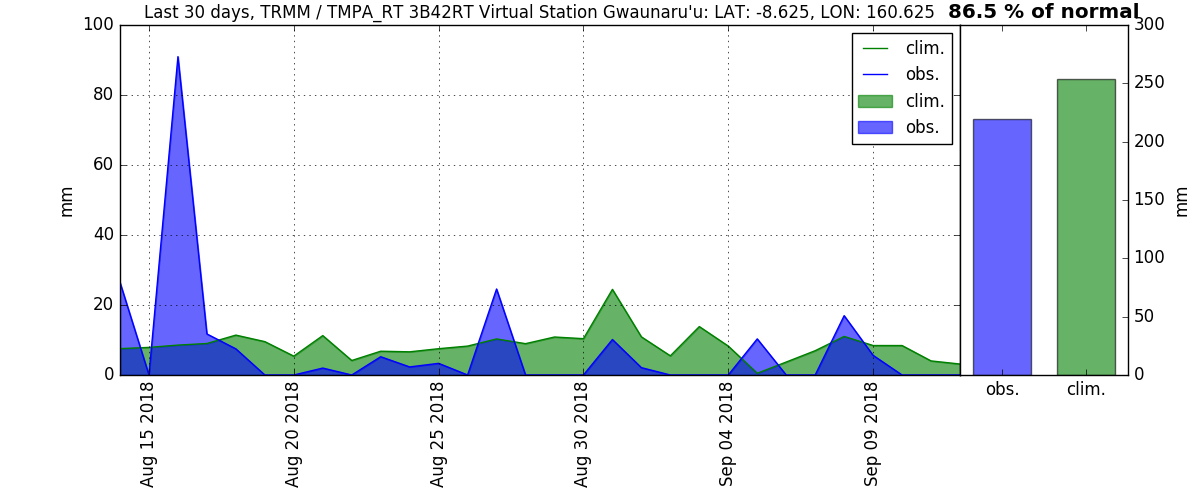 Last 30 days, TRMM / TMPA_RT 3B42RT Virtual Station Gwaunaru'u: LAT: -8.625, LON: 160.625 86.5 % of normal
100
80
60
40
20
0
mm
clim.
obs.
clim.
obs.
300
250
200
150
100
50
0
mm
Aug 15 2018
Aug 20 2018
Aug 25 2018
Aug 30 2018
Sep 04 2018
Sep 09 2018
obs.
clim.